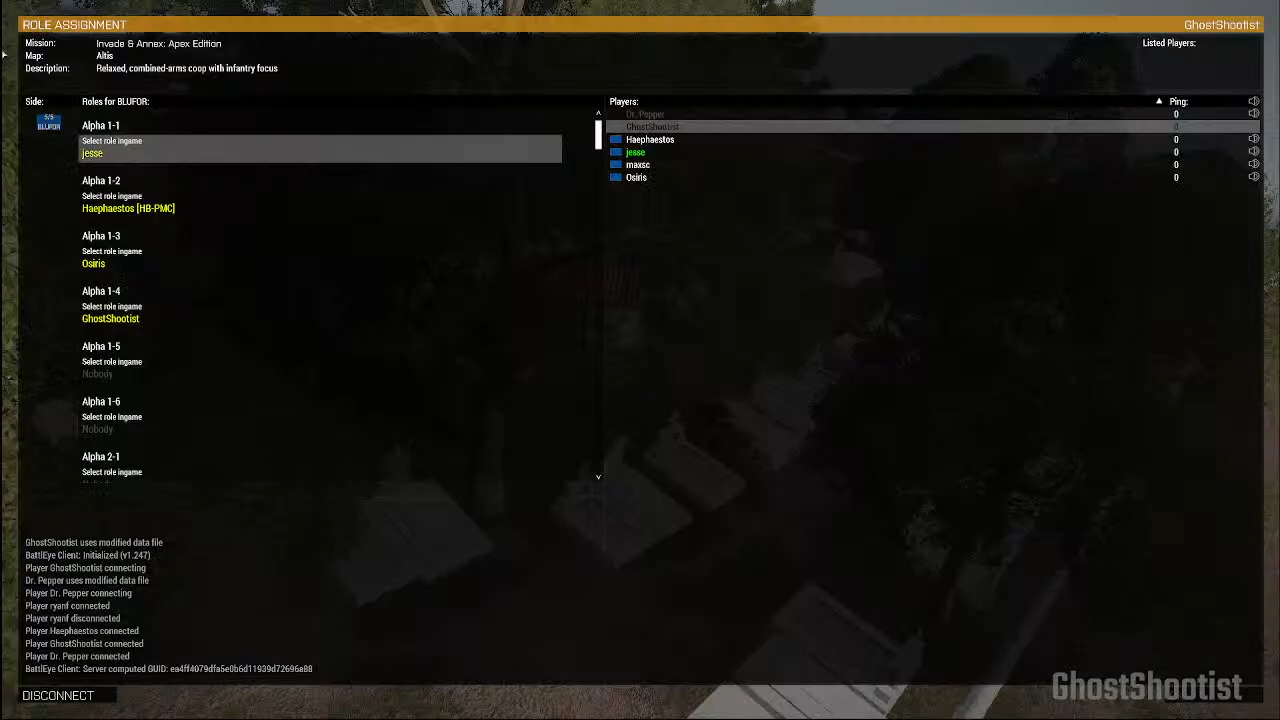 ROLE ASSIGNMENT
GhostShootist
Mission: Invade & Annex: Apex Edition
Map: Altis
Description: Relaxed, combined-arms coop with infantry focus
Listed Players:
Side:
5/5
BLUFOR
Roles for BLUFOR:
Alpha 1-1
Select role ingame
jesse
Alpha 1-2
Select role ingame
Haephaestos [HB-PMC]
Alpha 1-3
Select role ingame
Osiris
Alpha 1-4
Select role ingame
GhostShootist
Alpha 1-5
Select role ingame
Nobody
Alpha 1-6
Select role ingame
Nobody
Alpha 2-1
Select role ingame
Players: Ping:
Dr. Pepper 0
GhostShootist 0
Haephaestos 0
jesse 0
maxsc 0
Osiris 0
GhostShootist uses modified data file
BattlEye Client: Initialized (v1.247)
Player GhostShootist connecting
Dr. Pepper uses modified data file
Player Dr. Pepper connecting
Player ryanf connected
Player ryanf disconnected
Player Haephaestos connected
Player GhostShootist connected
Player Dr. Pepper connected
BattlEye Client: Server computed GUID: ea4ff4079dfa5e0b6d11939d72696a88
DISCONNECT
GhostShootist